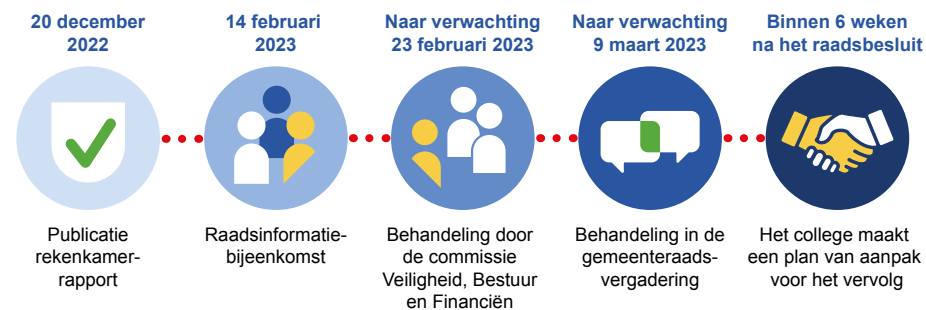 20 december
2022
14 februari
2023
Naar verwachting
23 februari 2023
Naar verwachting
9 maart 2023
Binnen 6 weken
na het raadsbesluit
Publicatie
rekenkamer-
rapport
Raadsinformatie-
bijeenkomst
Behandeling door
de commissie
Veiligheid, Bestuur
en Financiën
Behandeling in de
gemeenteraads-
vergadering
Het college maakt
een plan van aanpak
voor het vervolg